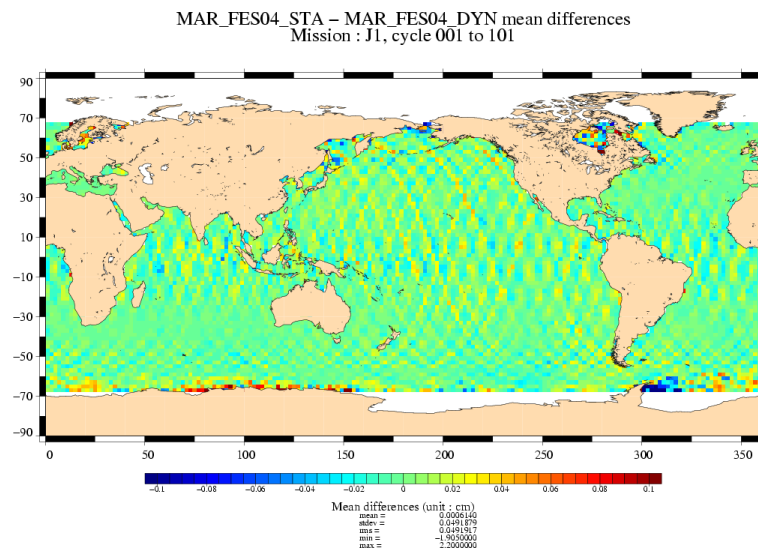 MAR_FES04_STA – MAR_FES04_DYN mean differences
Mission : J1, cycle 001 to 101
90
70
50
30
10
−10
−30
−50
−70
−90
0 50 100 150 200 250 300 350
−0.1 −0.08 −0.06 −0.04 −0.02 0 0.02 0.04 0.06 0.08 0.1
Mean differences (unit : cm)
mean = 0.0006140
stdev = 0.0491879
rms = 0.0491917
min = −1.9050000
max = 2.2000000